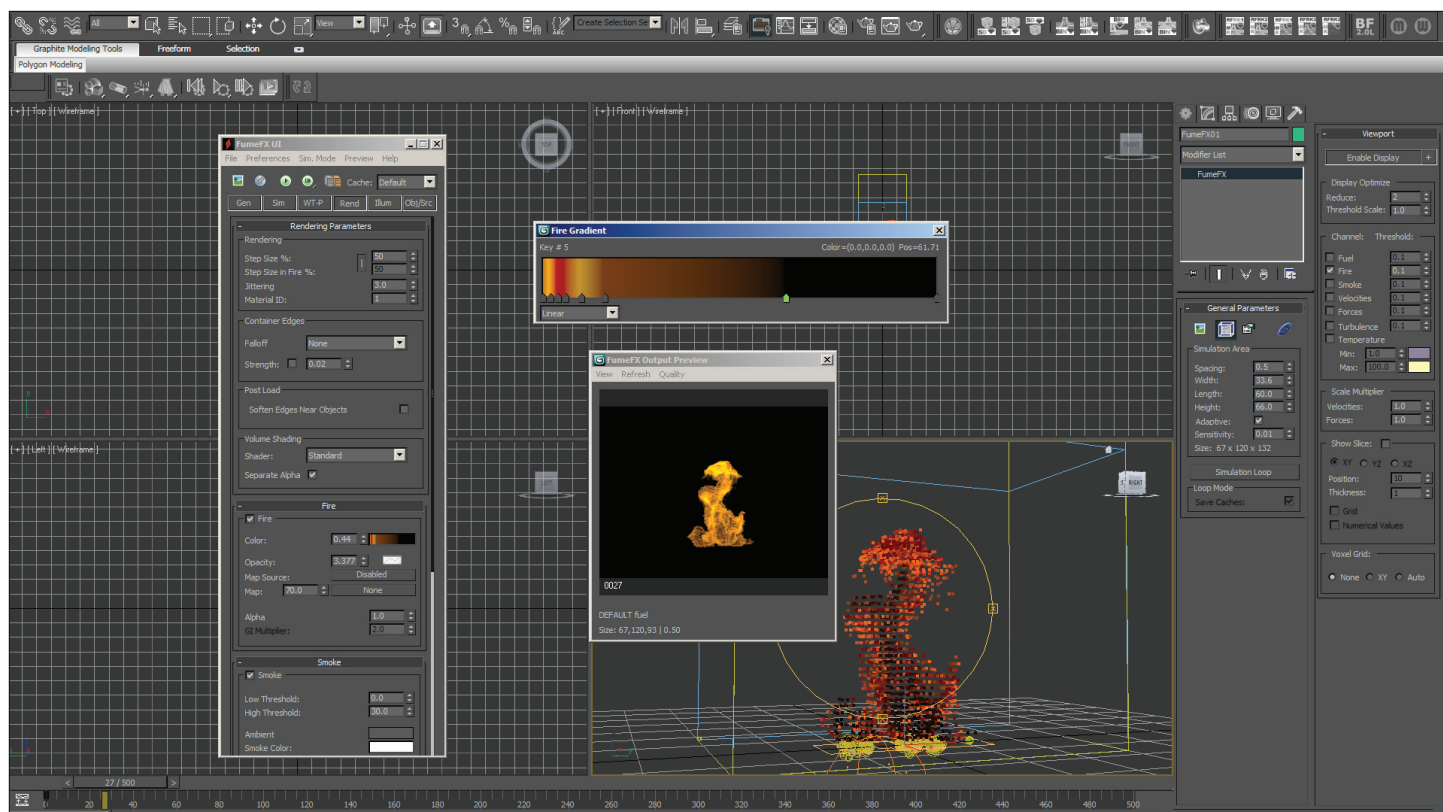 All
View
3
Create Selection Se
BF
2.0L
Graphite Modeling Tools Freeform Selection
Polygon Modeling
[ + ] [ Top ] [ Wireframe ]
[ + ] [ Front ] [ Wireframe ]
TOP
FRONT
FumeFX UI
File Preferences Sim. Mode Preview Help
Cache: Default
Gen Sim WT-P Rend Illum Obj/Src
- Rendering Parameters
Rendering
Step Size %: 50
Step Size in Fire %: 50
Jittering 3.0
Material ID: 1
Container Edges
Falloff None
Strength: 0.02
Post Load
Soften Edges Near Objects
Volume Shading
Shader: Standard
Separate Alpha
- Fire
Fire
Color: 0.44
Opacity: 3.377
Map Source: Disabled
Map: 70.0 None
Alpha 1.0
GI Multiplier: 2.0
- Smoke
Smoke
Low Threshold: 0.0
High Threshold: 30.0
Ambient
Smoke Color:
Fire Gradient
Key # 5 Color=(0.0,0.0,0.0) Pos=61.71
Linear
FumeFX Output Preview
View Refresh Quality
0027
DEFAULT fuel
Size: 67,120,93 | 0.50
[ + ] [ Left ] [ Wireframe ]
LEFT
RIGHT
FumeFX01
Modifier List
FumeFX
- General Parameters
Simulation Area
Spacing: 0.5
Width: 33.6
Length: 60.0
Height: 66.0
Adaptive:
Sensitivity: 0.01
Size: 67 x 120 x 132
Simulation Loop
Loop Mode
Save Caches:
- Viewport
Enable Display +
Display Optimize
Reduce: 2
Threshold Scale: 1.0
Channel: Threshold:
Fuel 0.1
Fire 0.1
Smoke 0.1
Velocities 0.1
Forces 0.1
Turbulence 0.1
Temperature
Min: 1.0
Max: 100.0
Scale Multiplier
Velocities: 1.0
Forces: 1.0
Show Slice:
XY YZ XZ
Position: 10
Thickness: 1
Grid
Numerical Values
Voxel Grid:
None XY Auto
< 27 / 500 >
0 20 40 60 80 100 120 140 160 180 200 220 240 260 280 300 320 340 360 380 400 420 440 460 480 500